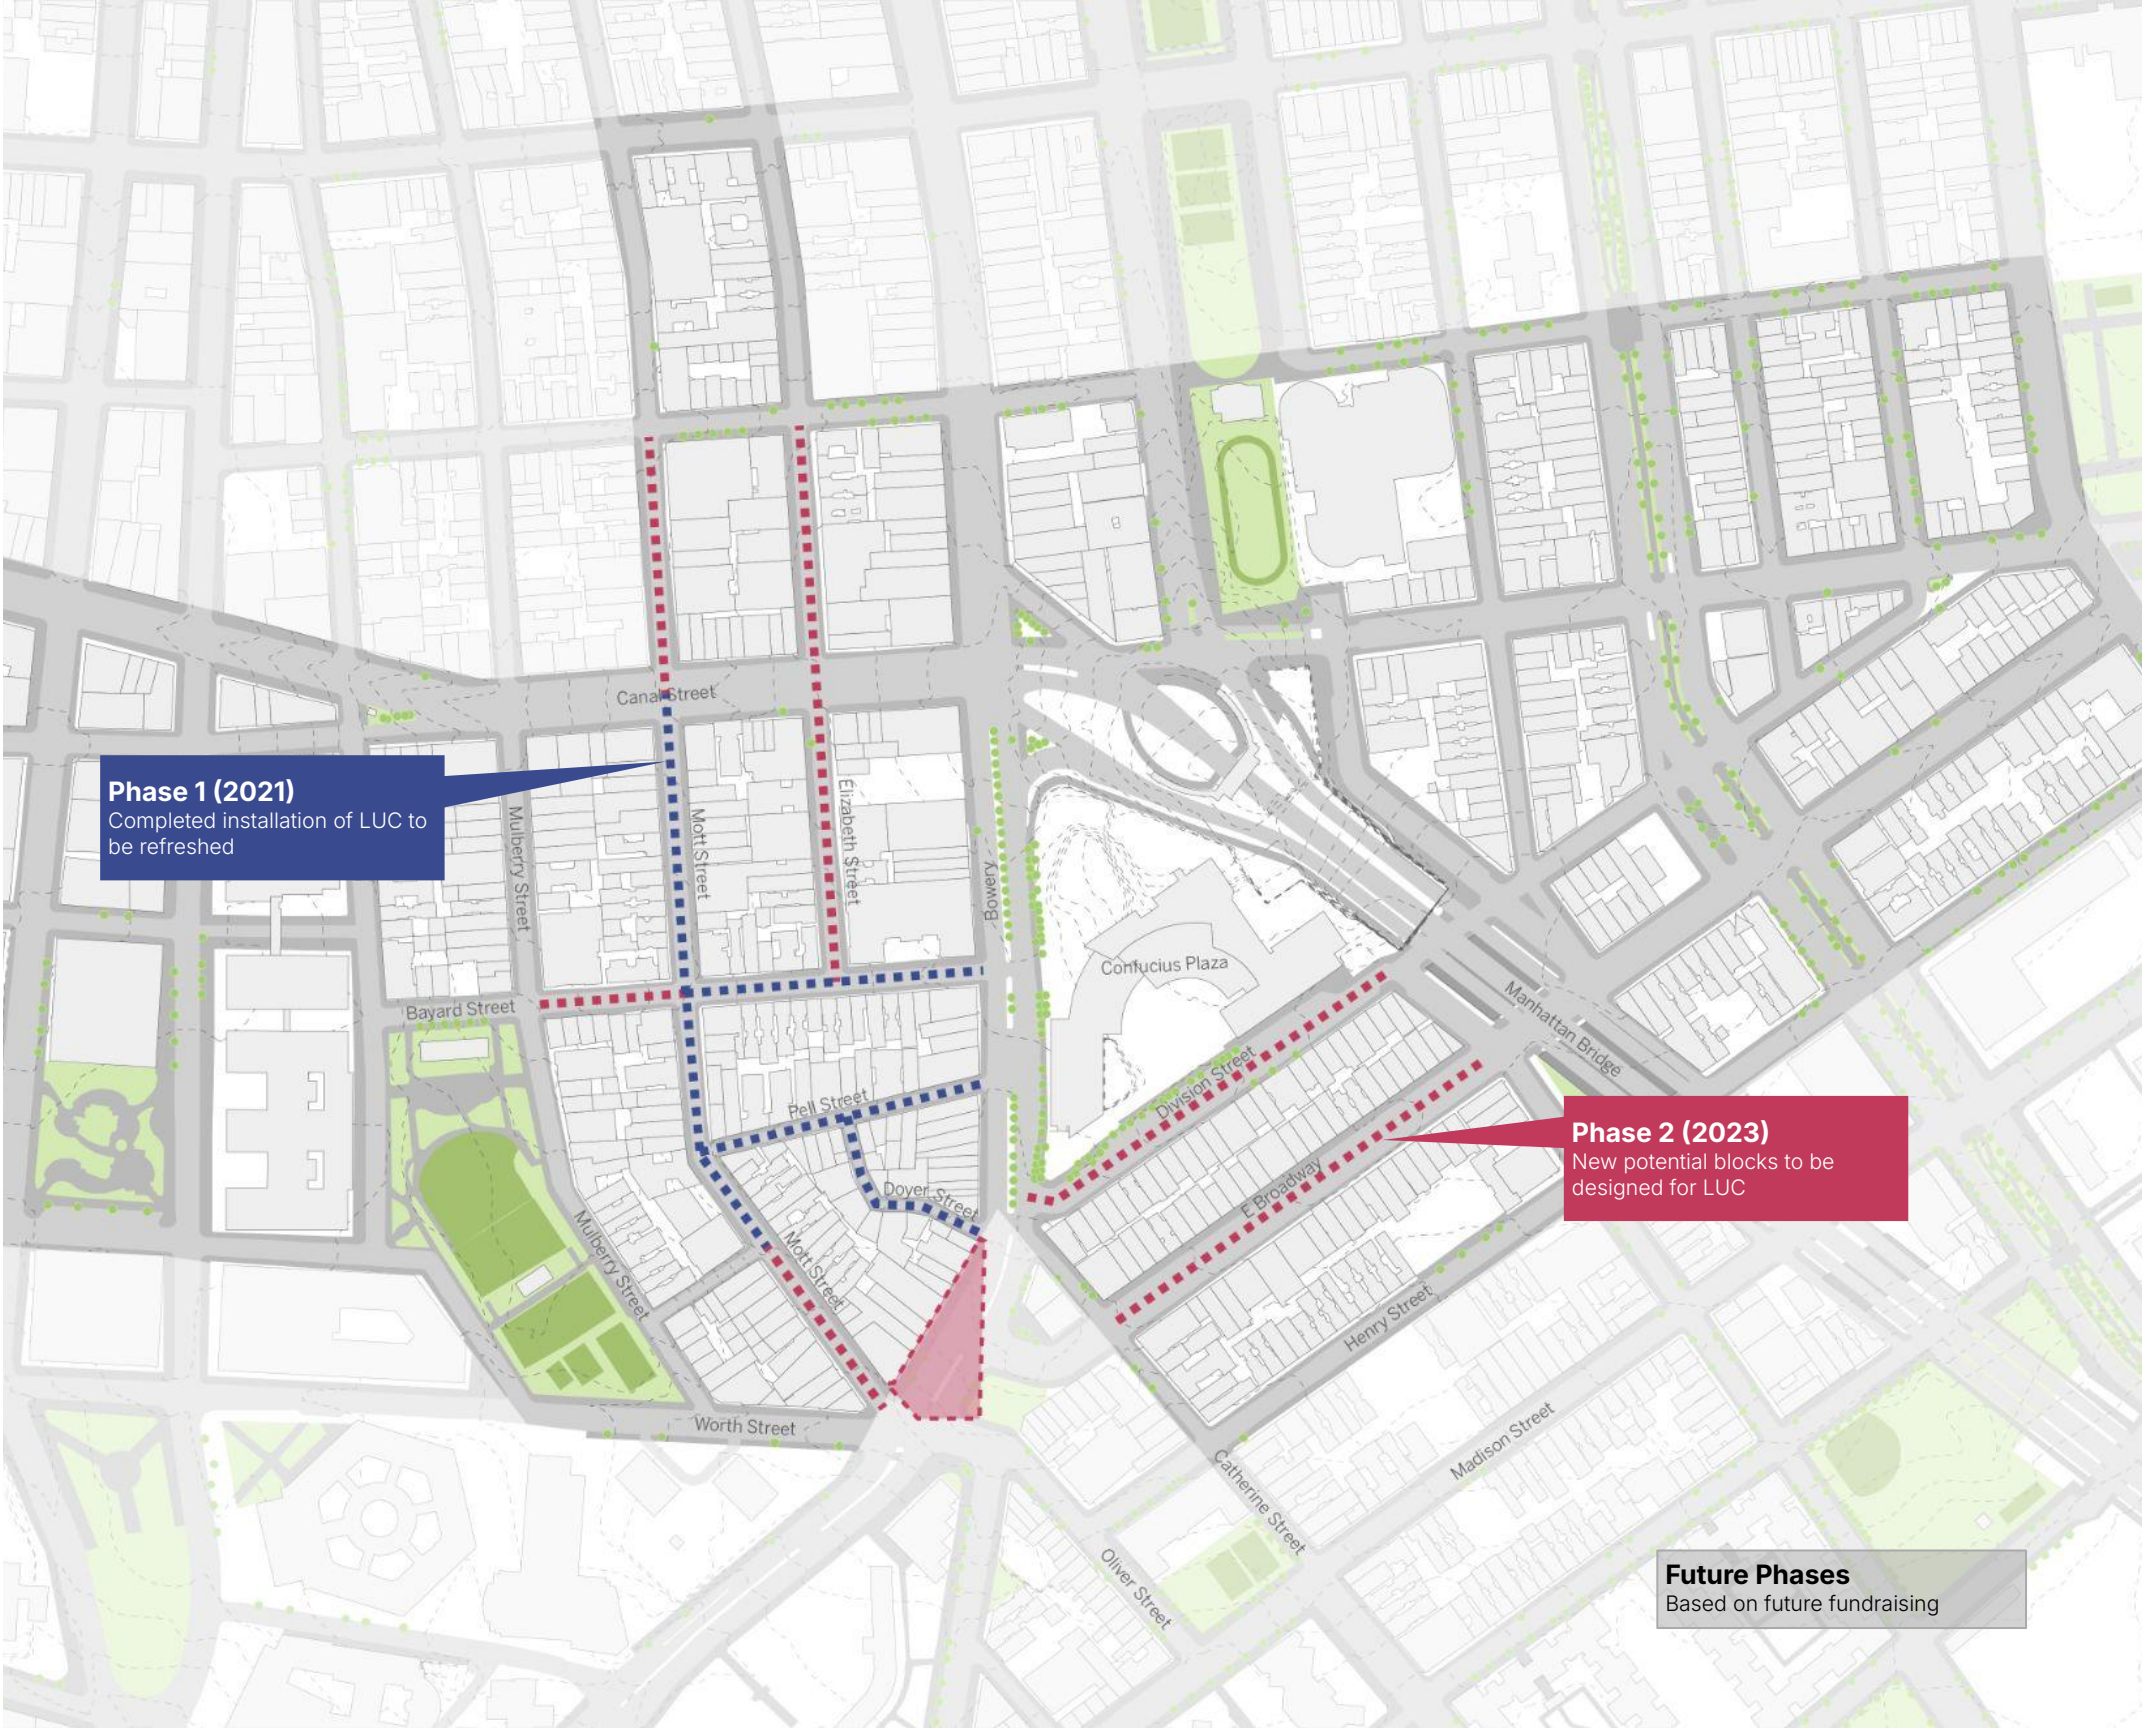 Canal Street
Phase 1 (2021)
Completed installation of LUC to
be refreshed
Mulberry Street
Mott Street
Elizabeth Street
Bowery
Confucius Plaza
Bayard Street
Manhattan Bridge
Division Street
Pell Street
Phase 2 (2023)
New potential blocks to be
designed for LUC
E Broadway
Doyer Street
Mulberry Street
Mott Street
Henry Street
Worth Street
Madison Street
Catherine Street
Oliver Street
Future Phases
Based on future fundraising